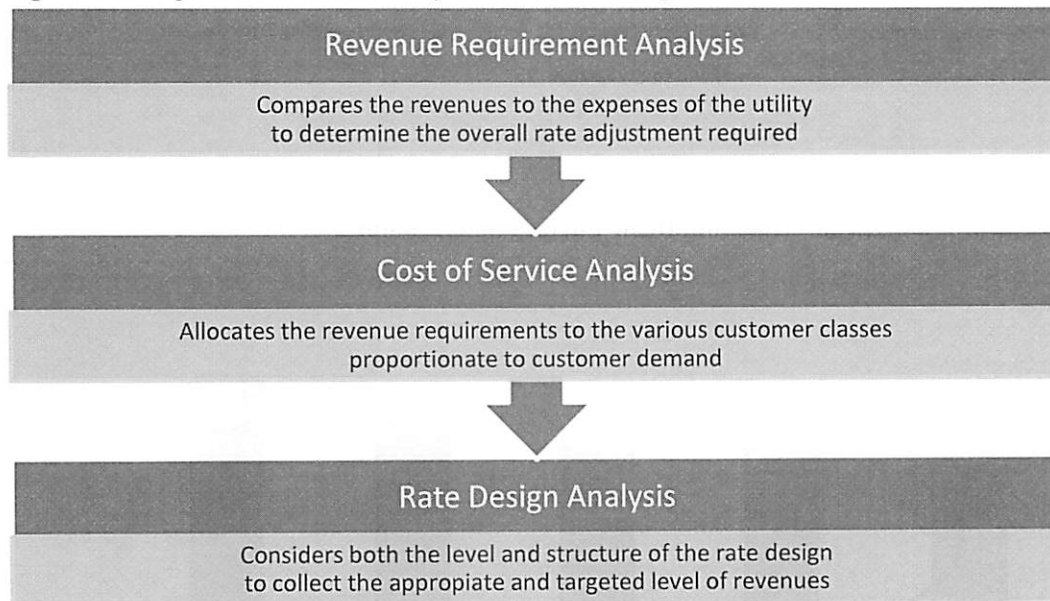 Revenue Requirement Analysis
Compares the revenues to the expenses of the utility
to determine the overall rate adjustment required
Cost of Service Analysis
Allocates the revenue requirements to the various customer classes
proportionate to customer demand
Rate Design Analysis
Considers both the level and structure of the rate design
to collect the appropiate and targeted level of revenues